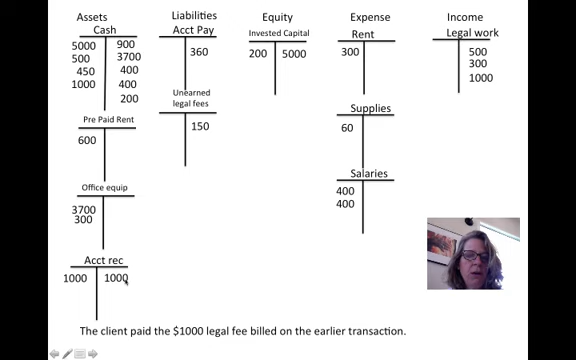 Assets
Liabilities
Equity
Expense
Income
Cash
Acct Pay
Invested Capital
Rent
Legal work
5000 900
500 3700
450 400
1000 400
200
360
200 5000
300
500
300
1000
Unearned
legal fees
150
Supplies
60
Pre Paid Rent
600
Salaries
400
400
Office equip
3700
300
Acct rec
1000 1000
The client paid the $1000 legal fee billed on the earlier transaction.